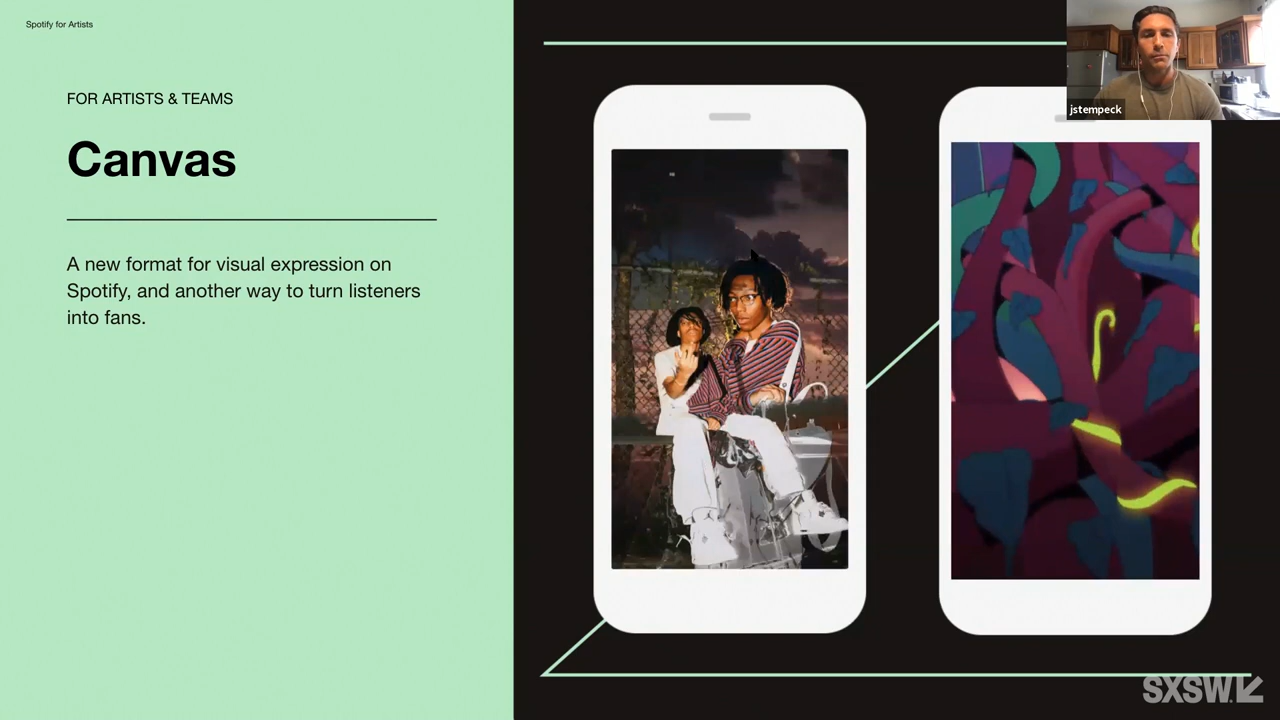 Spotify for Artists
FOR ARTISTS & TEAMS
Canvas
A new format for visual expression on
Spotify, and another way to turn listeners
into fans.
jstempeck
SXSW